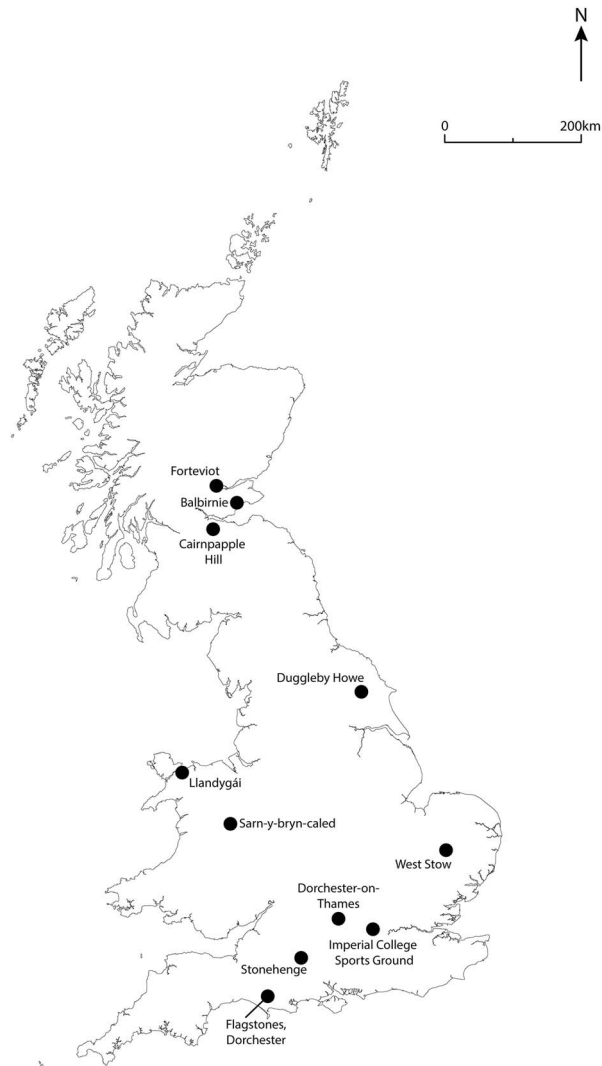 N
0
200km
Forteviot
Balbirnie
Cairnpapple
Hill
Duggleby Howe
Llandygái
Sarn-y-bryn-caled
West Stow
Dorchester-on-
Thames
Imperial College
Sports Ground
Stonehenge
Flagstones,
Dorchester